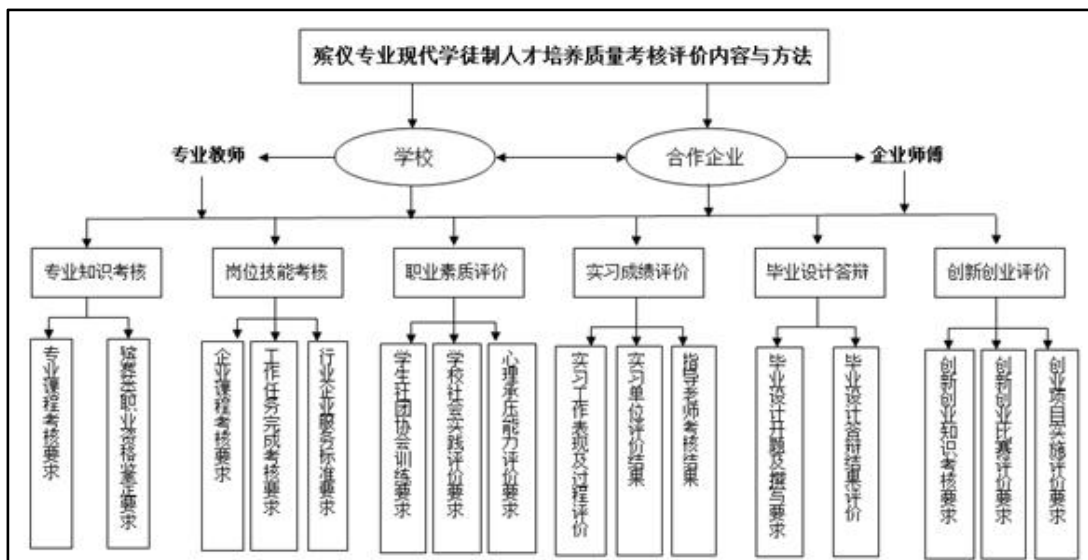 殡仪专业现代学徒制人才培养质量考核评价内容与方法
专业教师
学校
合作企业
企业师傅
专业知识考核
岗位技能考核
职业素质评价
实习成绩评价
毕业设计答辩
创新创业评价
专业课程考核要求
殡葬类职业资格鉴定要求
企业课程考核要求
工作任务完成考核要求
行业企业服务标准要求
学生社团协会训练要求
学校社会实践评价要求
心理承压能力评价要求
实习工作表现及过程评价
实习单位评价结果
指导老师考核结果
毕业设计开题及撰写要求
毕业设计答辩结果评价
创新创业知识考核要求
创新创业比赛评价要求
创业项目实施评价要求